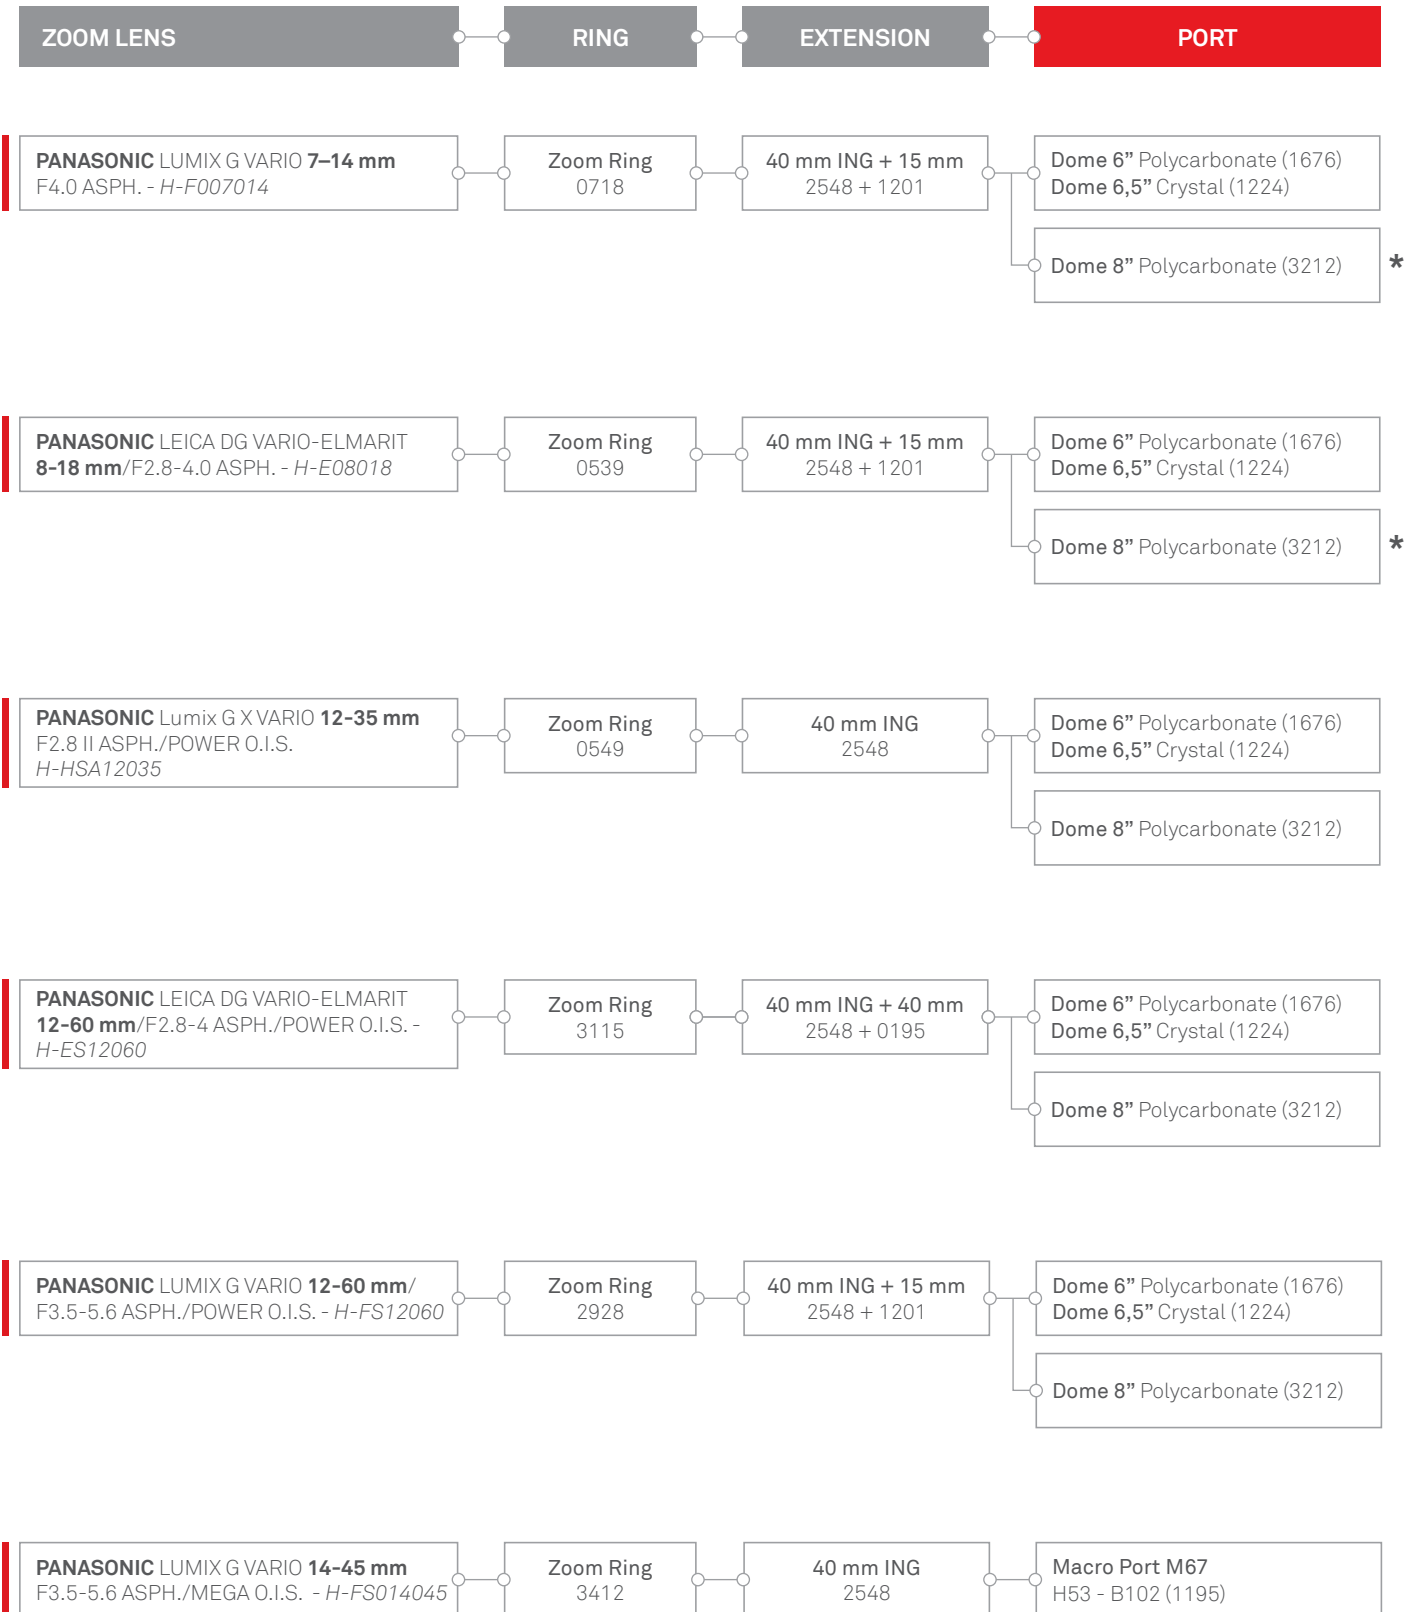 ZOOM LENS
RING
EXTENSION
PORT
PANASONIC LUMIX G VARIO 7–14 mm
F4.0 ASPH. - H-F007014
Zoom Ring
0718
40 mm ING + 15 mm
2548 + 1201
Dome 6” Polycarbonate (1676)
Dome 6,5” Crystal (1224)
Dome 8” Polycarbonate (3212)
*
PANASONIC LEICA DG VARIO-ELMARIT
8-18 mm/F2.8-4.0 ASPH. - H-E08018
Zoom Ring
0539
40 mm ING + 15 mm
2548 + 1201
Dome 6” Polycarbonate (1676)
Dome 6,5” Crystal (1224)
Dome 8” Polycarbonate (3212)
*
PANASONIC Lumix G X VARIO 12-35 mm
F2.8 II ASPH./POWER O.I.S.
H-HSA12035
Zoom Ring
0549
40 mm ING
2548
Dome 6” Polycarbonate (1676)
Dome 6,5” Crystal (1224)
Dome 8” Polycarbonate (3212)
PANASONIC LEICA DG VARIO-ELMARIT
12-60 mm/F2.8-4 ASPH./POWER O.I.S. -
H-ES12060
Zoom Ring
3115
40 mm ING + 40 mm
2548 + 0195
Dome 6” Polycarbonate (1676)
Dome 6,5” Crystal (1224)
Dome 8” Polycarbonate (3212)
PANASONIC LUMIX G VARIO 12-60 mm/
F3.5-5.6 ASPH./POWER O.I.S. - H-FS12060
Zoom Ring
2928
40 mm ING + 15 mm
2548 + 1201
Dome 6” Polycarbonate (1676)
Dome 6,5” Crystal (1224)
Dome 8” Polycarbonate (3212)
PANASONIC LUMIX G VARIO 14-45 mm
F3.5-5.6 ASPH./MEGA O.I.S. - H-FS014045
Zoom Ring
3412
40 mm ING
2548
Macro Port M67
H53 - B102 (1195)